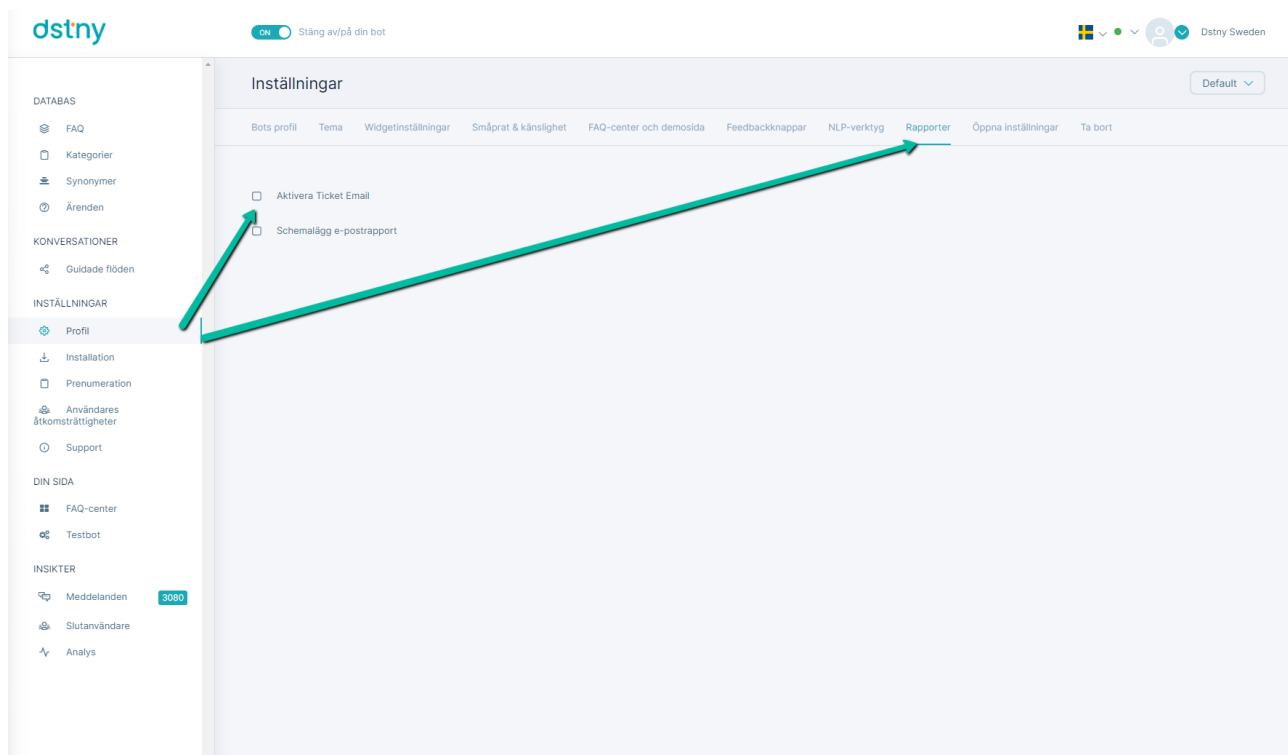 dstny
ON Stäng av/på din bot
Dstny Sweden
DATABAS
FAQ
Kategorier
Synonymer
Ärenden
KONVERSATIONER
Guidade flöden
INSTÄLLNINGAR
Profil
Installation
Prenumeration
Användares
åtkomsträttigheter
Support
DIN SIDA
FAQ-center
Testbot
INSIKTER
Meddelanden 3080
Slutanvändare
Analys
Inställningar
Default
Bots profil Tema Widgetinställningar Småprat & känslighet FAQ-center och demosida Feedbackknappar NLP-verktyg Rapporter Öppna inställningar Ta bort
Aktivera Ticket Email
Schemalägg e-postrapport